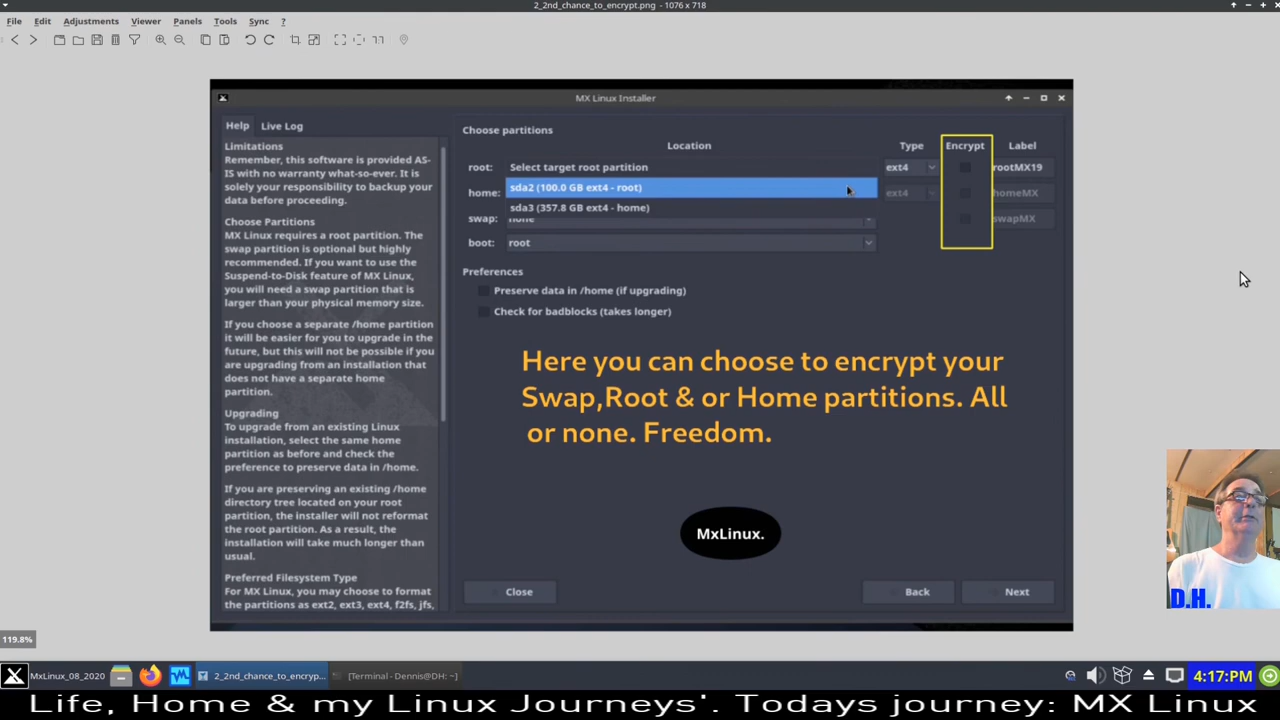 2_2nd_chance_to_encrypt.png - 1076 x 718
File Edit Adjustments Viewer Panels Tools Sync ?
MX Linux Installer
Help Live Log
Limitations
Remember, this software is provided AS-
IS with no warranty what-so-ever. It is
solely your responsibility to backup your
data before proceeding.
Choose Partitions
MX Linux requires a root partition. The
swap partition is optional but highly
recommended. If you want to use the
Suspend-to-Disk feature of MX Linux,
you will need a swap partition that is
larger than your physical memory size.
If you choose a separate /home partition
it will be easier for you to upgrade in the
future, but this will not be possible if you
are upgrading from an installation that
does not have a separate home
partition.
Upgrading
To upgrade from an existing Linux
installation, select the same home
partition as before and check the
preference to preserve data in /home.
If you are preserving an existing /home
directory tree located on your root
partition, the installer will not reformat
the root partition. As a result, the
installation will take much longer than
usual.
Preferred Filesystem Type
For MX Linux, you may choose to format
the partitions as ext2, ext3, ext4, f2fs, jfs,
Choose partitions
Location Type Encrypt Label
root: Select target root partition ext4 rootMX19
sda2 (100.0 GB ext4 - root)
home: ext4 homeMX
sda3 (357.8 GB ext4 - home)
swap: none swapMX
boot: root
Preferences
Preserve data in /home (if upgrading)
Check for badblocks (takes longer)
Here you can choose to encrypt your
Swap,Root & or Home partitions. All
or none. Freedom.
MxLinux.
Close Back Next
D.H.
119.8%
MxLinux_08_2020 2_2nd_chance_to_encryp... [Terminal - Dennis@DH: ~] 4:17:PM
Life, Home & my Linux Journeys'. Todays journey: MX Linux